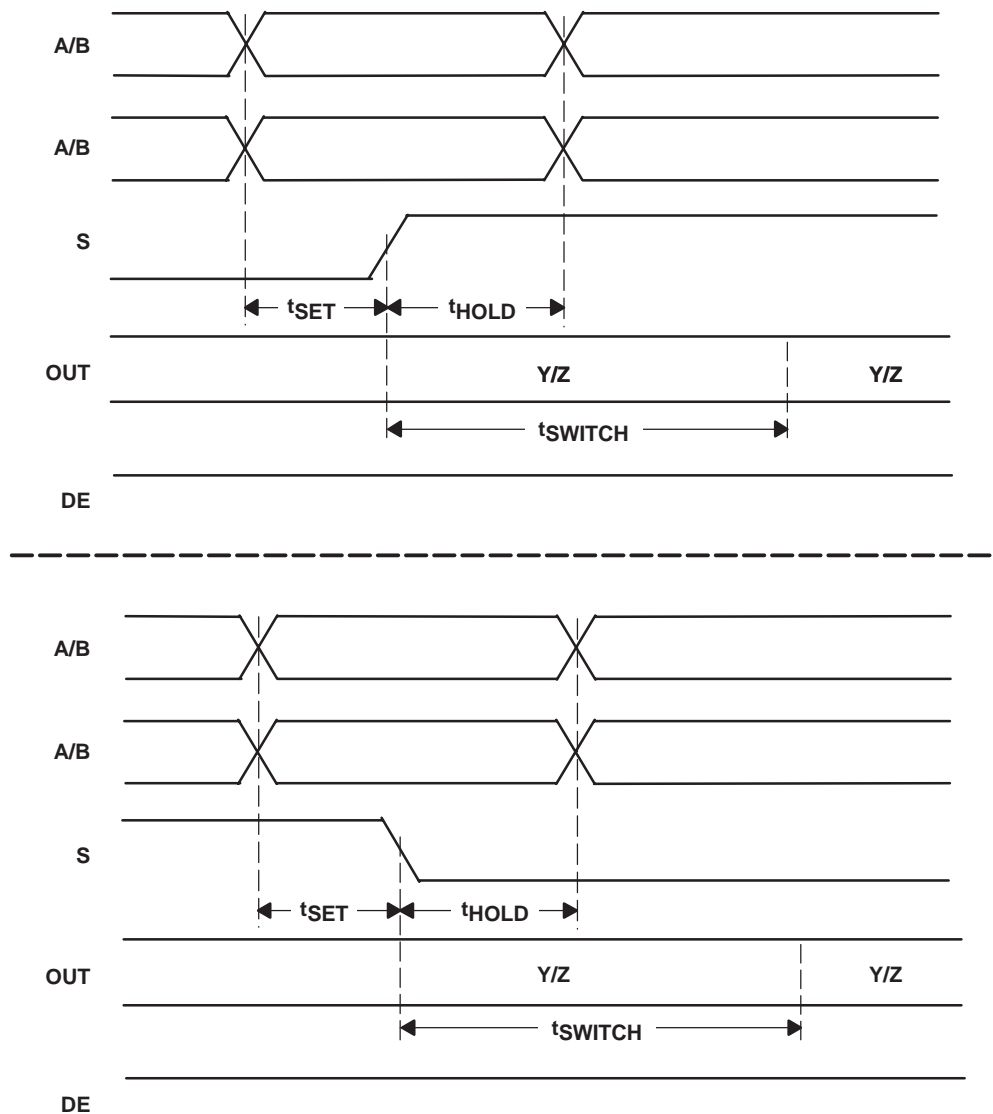 A/B
A/B
S
tSET
tHOLD
OUT
Y/Z
Y/Z
tSWITCH
DE
A/B
A/B
S
tSET
tHOLD
OUT
Y/Z
Y/Z
tSWITCH
DE